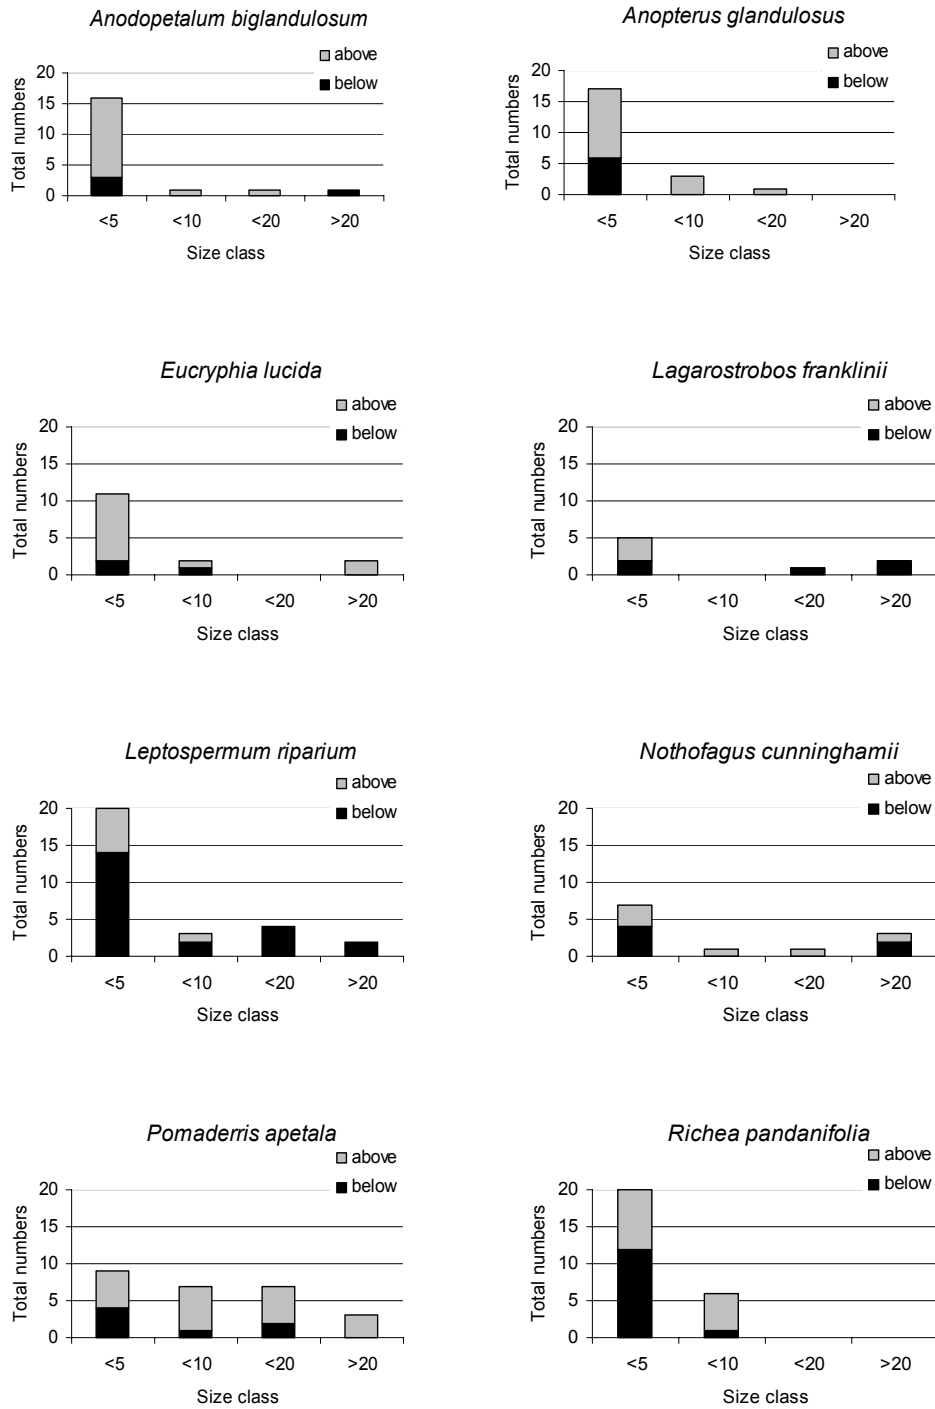 Anodopetalum biglandulosum
above
below
Total numbers
20
15
10
5
0
<5 <10 <20 >20
Size class
Anopterus glandulosus
above
below
Total numbers
20
15
10
5
0
<5 <10 <20 >20
Size class
Eucryphia lucida
above
below
Total numbers
20
15
10
5
0
<5 <10 <20 >20
Size class
Lagarostrobos franklinii
above
below
Total numbers
20
15
10
5
0
<5 <10 <20 >20
Size class
Leptospermum riparium
above
below
Total numbers
20
15
10
5
0
<5 <10 <20 >20
Size class
Nothofagus cunninghamii
above
below
Total numbers
20
15
10
5
0
<5 <10 <20 >20
Size class
Pomaderris apetala
above
below
Total numbers
20
15
10
5
0
<5 <10 <20 >20
Size class
Richea pandanifolia
above
below
Total numbers
20
15
10
5
0
<5 <10 <20 >20
Size class